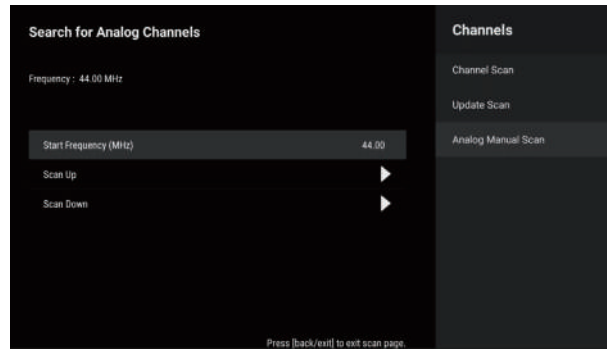 Search for Analog Channels
Frequency : 44.00 MHz
Start Frequency (MHz) 44.00
Scan Up
Scan Down
Press [back/exit] to exit scan page.
Channels
Channel Scan
Update Scan
Analog Manual Scan